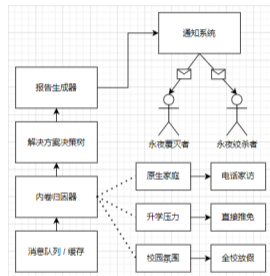 通知系统
报告生成器
永夜覆灭者
永夜绞杀者
解决方案决策树
原生家庭
电话家访
内卷归因器
升学压力
直接推免
消息队列 / 缓存
校园氛围
全校放假